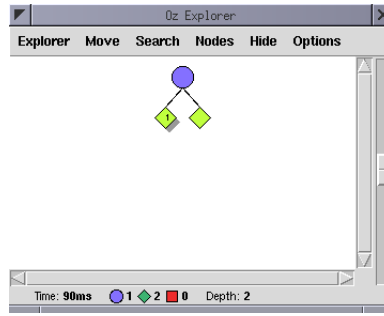 Oz Explorer
Explorer Move Search Nodes Hide Options
1
Time: 90ms 1 2 0 Depth: 2